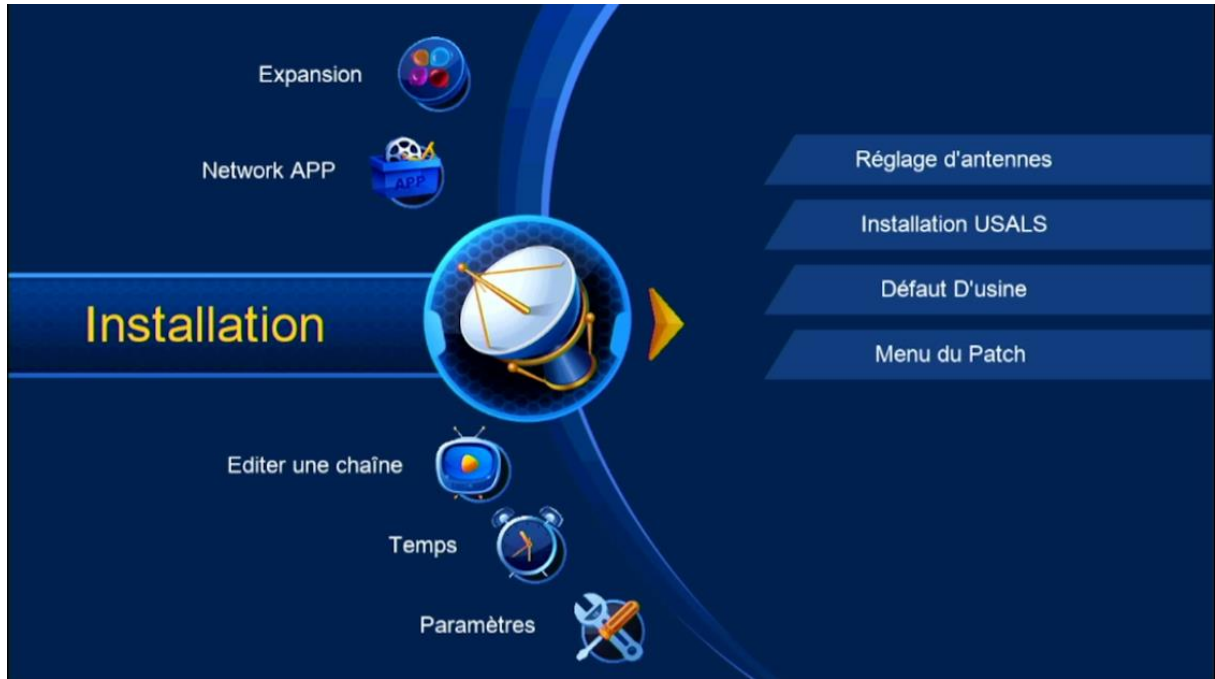 Expansion
Network APP
APP
Installation
Editer une chaîne
Temps
Paramètres
Réglage d'antennes
Installation USALS
Défaut D'usine
Menu du Patch